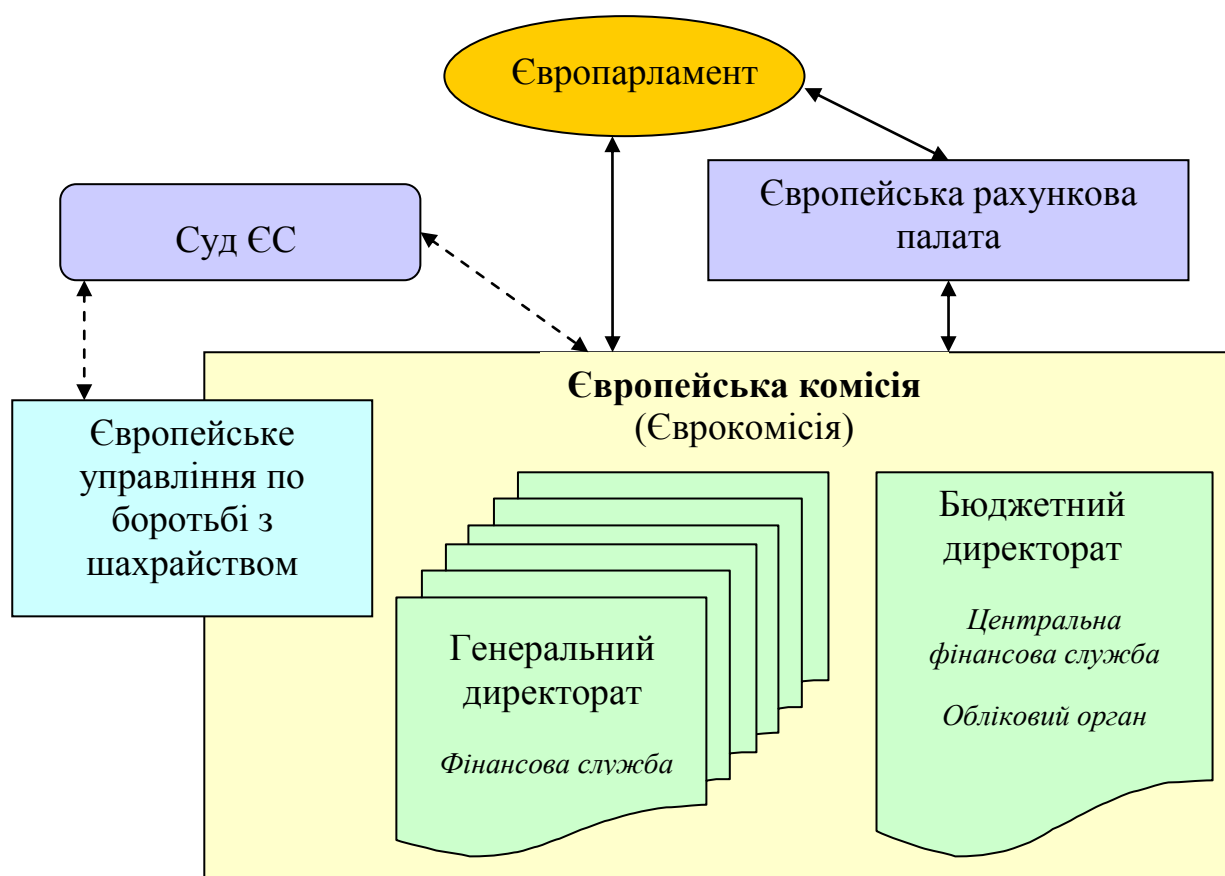 Європарламент
Європейська рахункова
палата
Суд ЄС
Європейська комісія
(Єврокомісія)
Європейське
управління по
боротьбі з
шахрайством
Генеральний
директорат
Фінансова служба
Бюджетний
директорат
Центральна
фінансова служба
Обліковий орган